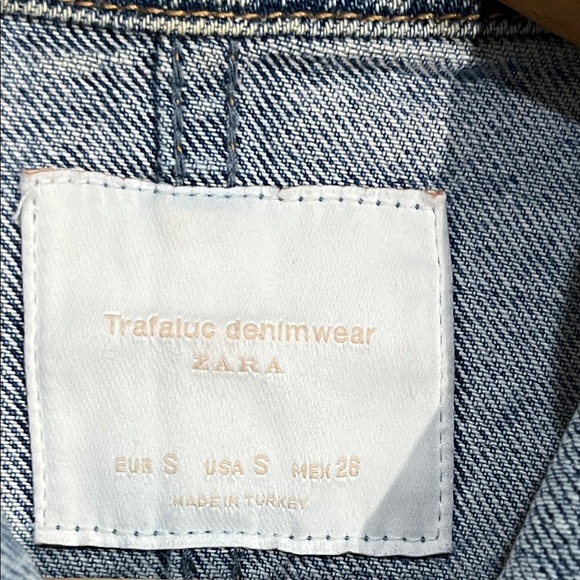 Trafaluc denimwear
ZARA
EUR S USA S MEX 26
MADE IN TURKEY